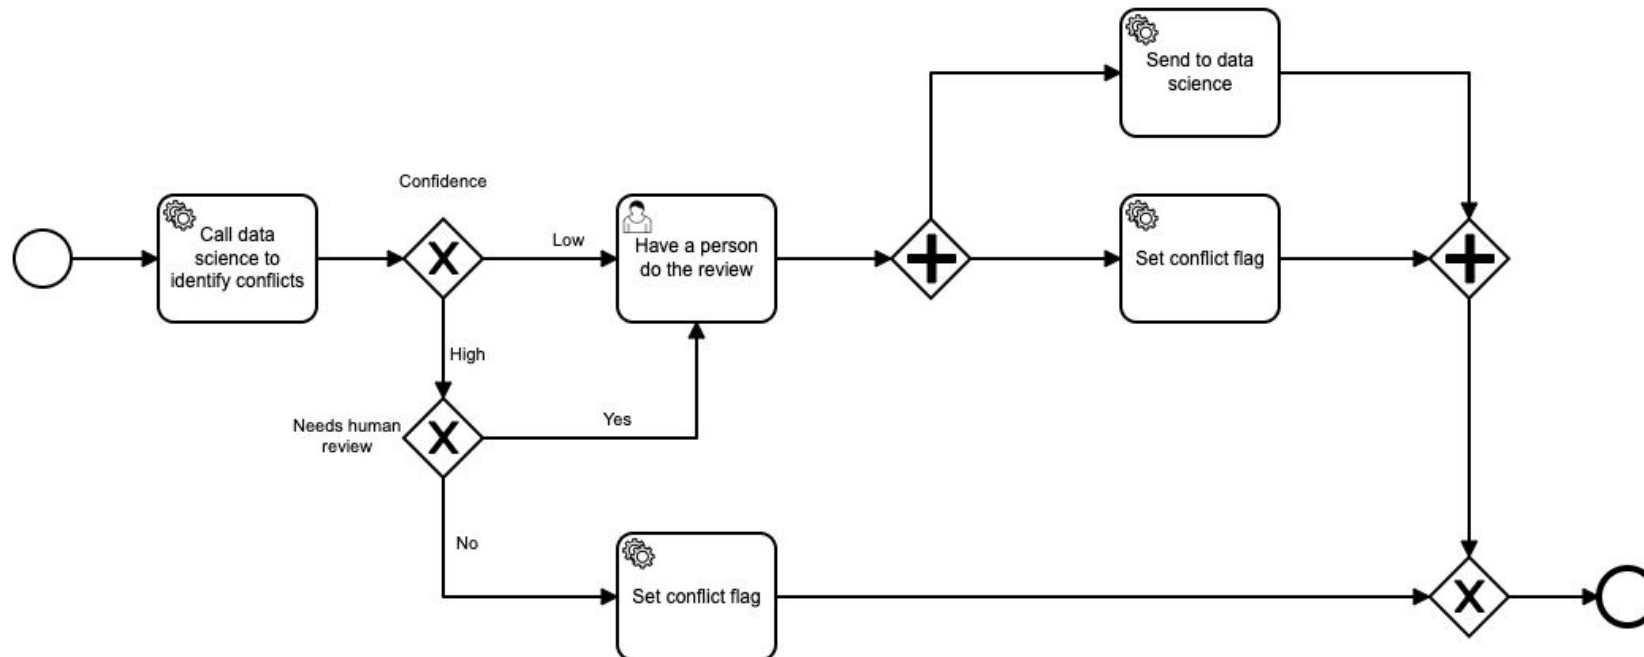 Send to data
science
Confidence
Call data
science to
identify conflicts
Low
Have a person
do the review
Set conflict flag
High
Needs human
review
Yes
No
Set conflict flag